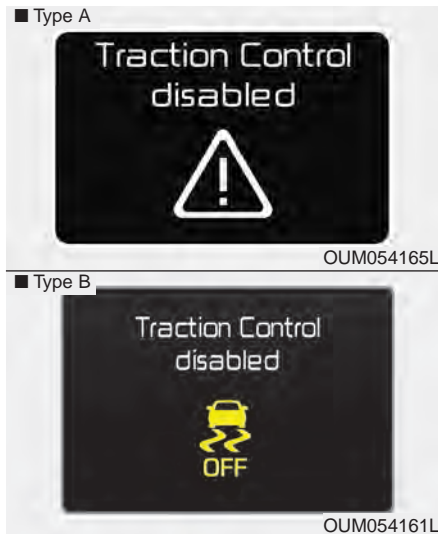 ■ Type A
Traction Control
disabled
!
OUM054165L
■ Type B
Traction Control
disabled
OFF
OUM054161L